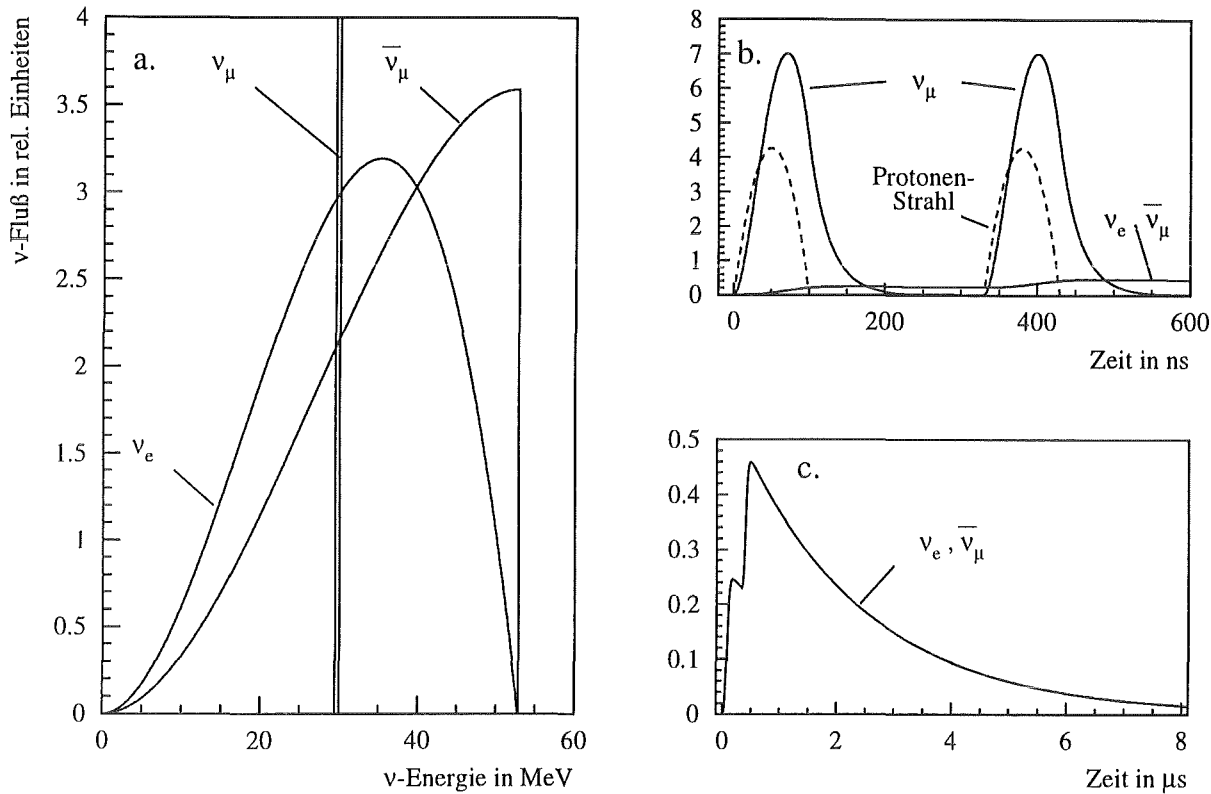 ν-Fluß in rel. Einheiten
4
3.5
3
2.5
2
1.5
1
0.5
0
a.
ν_μ
ν̅_μ
ν_e
0 20 40 60
ν-Energie in MeV
8
7
6
5
4
3
2
1
0
b.
ν_μ
Protonen-
Strahl
ν_e ν̅_μ
0 200 400 600
Zeit in ns
0.5
0.4
0.3
0.2
0.1
0
c.
ν_e , ν̅_μ
0 2 4 6 8
Zeit in μs